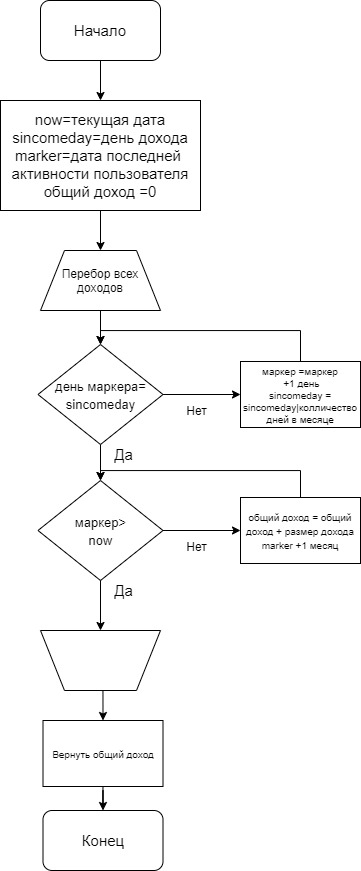 Начало
now=текущая дата
sincomeday=день дохода
marker=дата последней
активности пользователя
общий доход =0
Перебор всех
доходов
день маркера=
sincomeday
Нет
маркер =маркер
+1 день
sincomeday =
sincomeday|колличество
дней в месяце
Да
маркер>
now
Нет
общий доход = общий
доход + размер дохода
marker +1 месяц
Да
Вернуть общий доход
Конец